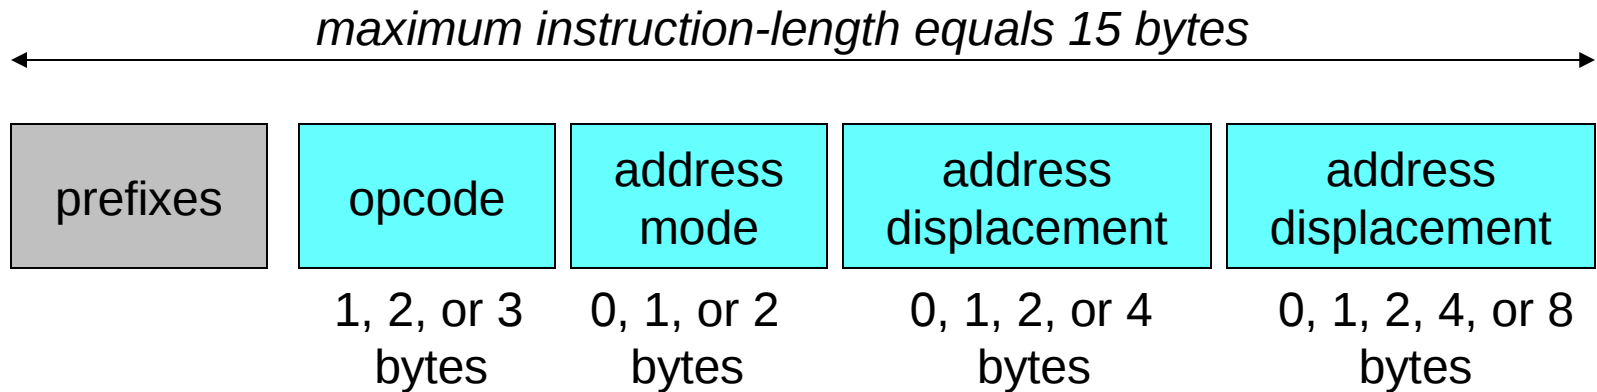 maximum instruction-length equals 15 bytes
prefixes
opcode
address
mode
address
displacement
address
displacement
1, 2, or 3
bytes
0, 1, or 2
bytes
0, 1, 2, or 4
bytes
0, 1, 2, 4, or 8
bytes